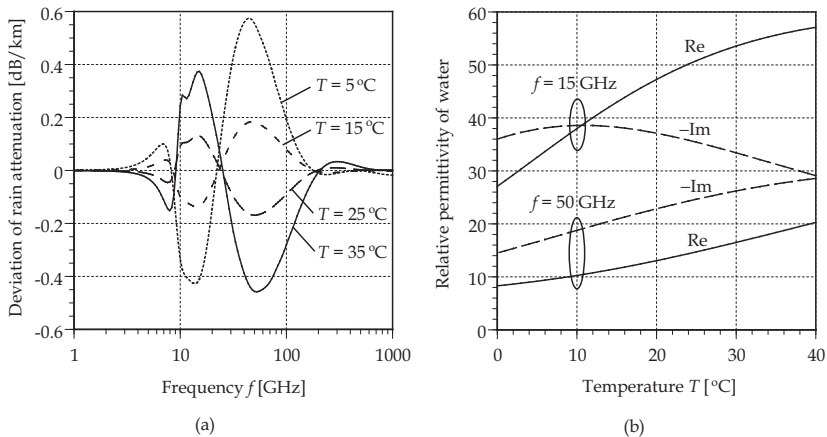 Deviation of rain attenuation [dB/km]
0.6
0.4
0.2
0
-0.2
-0.4
-0.6
T = 5 °C
T = 15 °C
T = 25 °C
T = 35 °C
1 10 100 1000
Frequency f [GHz]
(a)
Relative permittivity of water
60
50
40
30
20
10
0
Re
f = 15 GHz
–Im
–Im
f = 50 GHz
Re
0 10 20 30 40
Temperature T [°C]
(b)